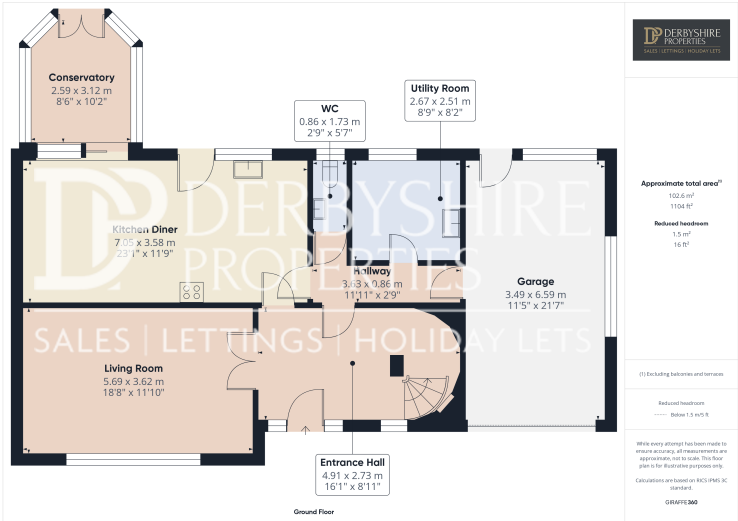 Conservatory
2.59 x 3.12 m
8'6" x 10'2"
WC
0.86 x 1.73 m
2'9" x 5'7"
Utility Room
2.67 x 2.51 m
8'9" x 8'2"
Kitchen Diner
7.05 x 3.58 m
23'1" x 11'9"
Hallway
3.63 x 0.86 m
11'11" x 2'9"
Garage
3.49 x 6.59 m
11'5" x 21'7"
Living Room
5.69 x 3.62 m
18'8" x 11'10"
Entrance Hall
4.91 x 2.73 m
16'1" x 8'11"
Ground Floor
DP DERBYSHIRE
PROPERTIES
SALES | LETTINGS | HOLIDAY LETS
DP DERBYSHIRE
PROPERTIES
SALES | LETTINGS | HOLIDAY LETS
Approximate total area(1)
102.6 m²
1104 ft²
Reduced headroom
1.5 m²
16 ft²
(1) Excluding balconies and terraces
Reduced headroom
----- Below 1.5 m/5 ft
While every attempt has been made to
ensure accuracy, all measurements are
approximate, not to scale. This floor
plan is for illustrative purposes only.
Calculations are based on RICS IPMS 3C
standard.
GIRAFFE360